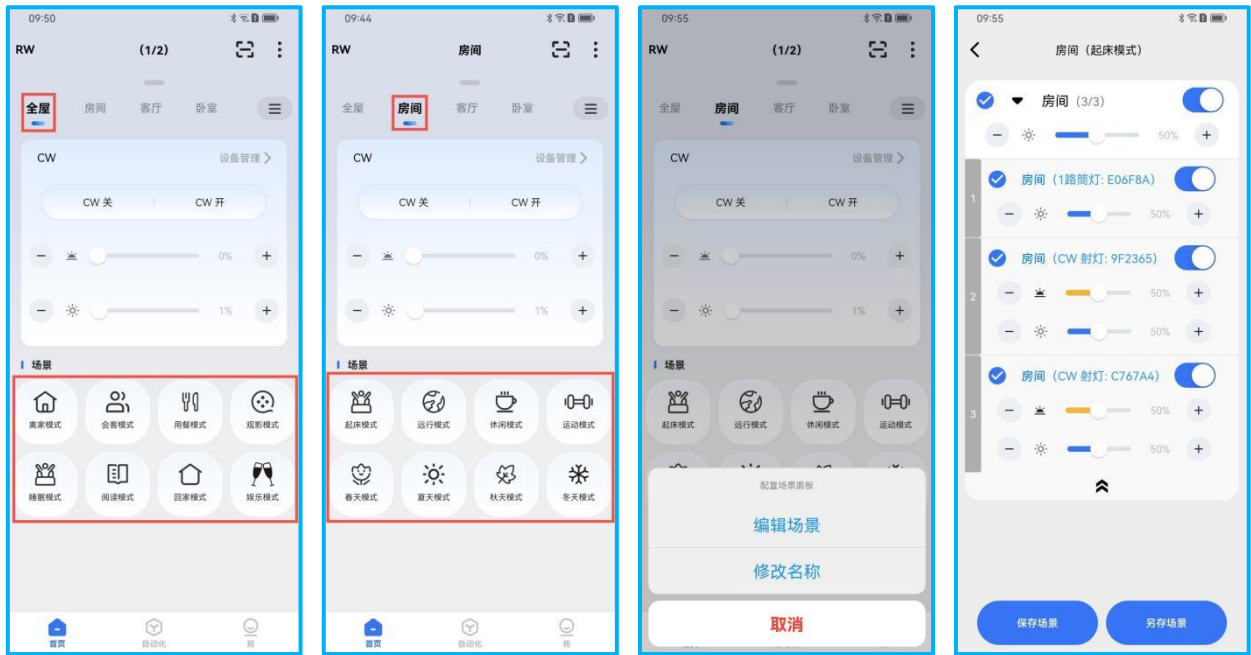 09:50
RW (1/2)
全屋 房间 客厅 卧室
CW 设备管理
CW 关 CW 开
0%
1%
场景
离家模式 会客模式 用餐模式 观影模式
睡眠模式 阅读模式 回家模式 娱乐模式
首页 自动化 我
09:44
RW 房间
全屋 房间 客厅 卧室
CW 设备管理
CW 关 CW 开
0%
1%
场景
起床模式 远行模式 休闲模式 运动模式
春天模式 夏天模式 秋天模式 冬天模式
首页 自动化 我
09:55
RW (1/2)
全屋 房间 客厅 卧室
CW 设备管理
CW 关 CW 开
0%
1%
场景
起床模式 远行模式 休闲模式 运动模式
配置场景面板
编辑场景
修改名称
取消
09:55
房间（起床模式）
房间 (3/3)
50%
1
房间（1路筒灯: E06F8A）
50%
2
房间（CW 射灯: 9F2365）
50%
50%
3
房间（CW 射灯: C767A4）
50%
50%
保存场景 另存场景